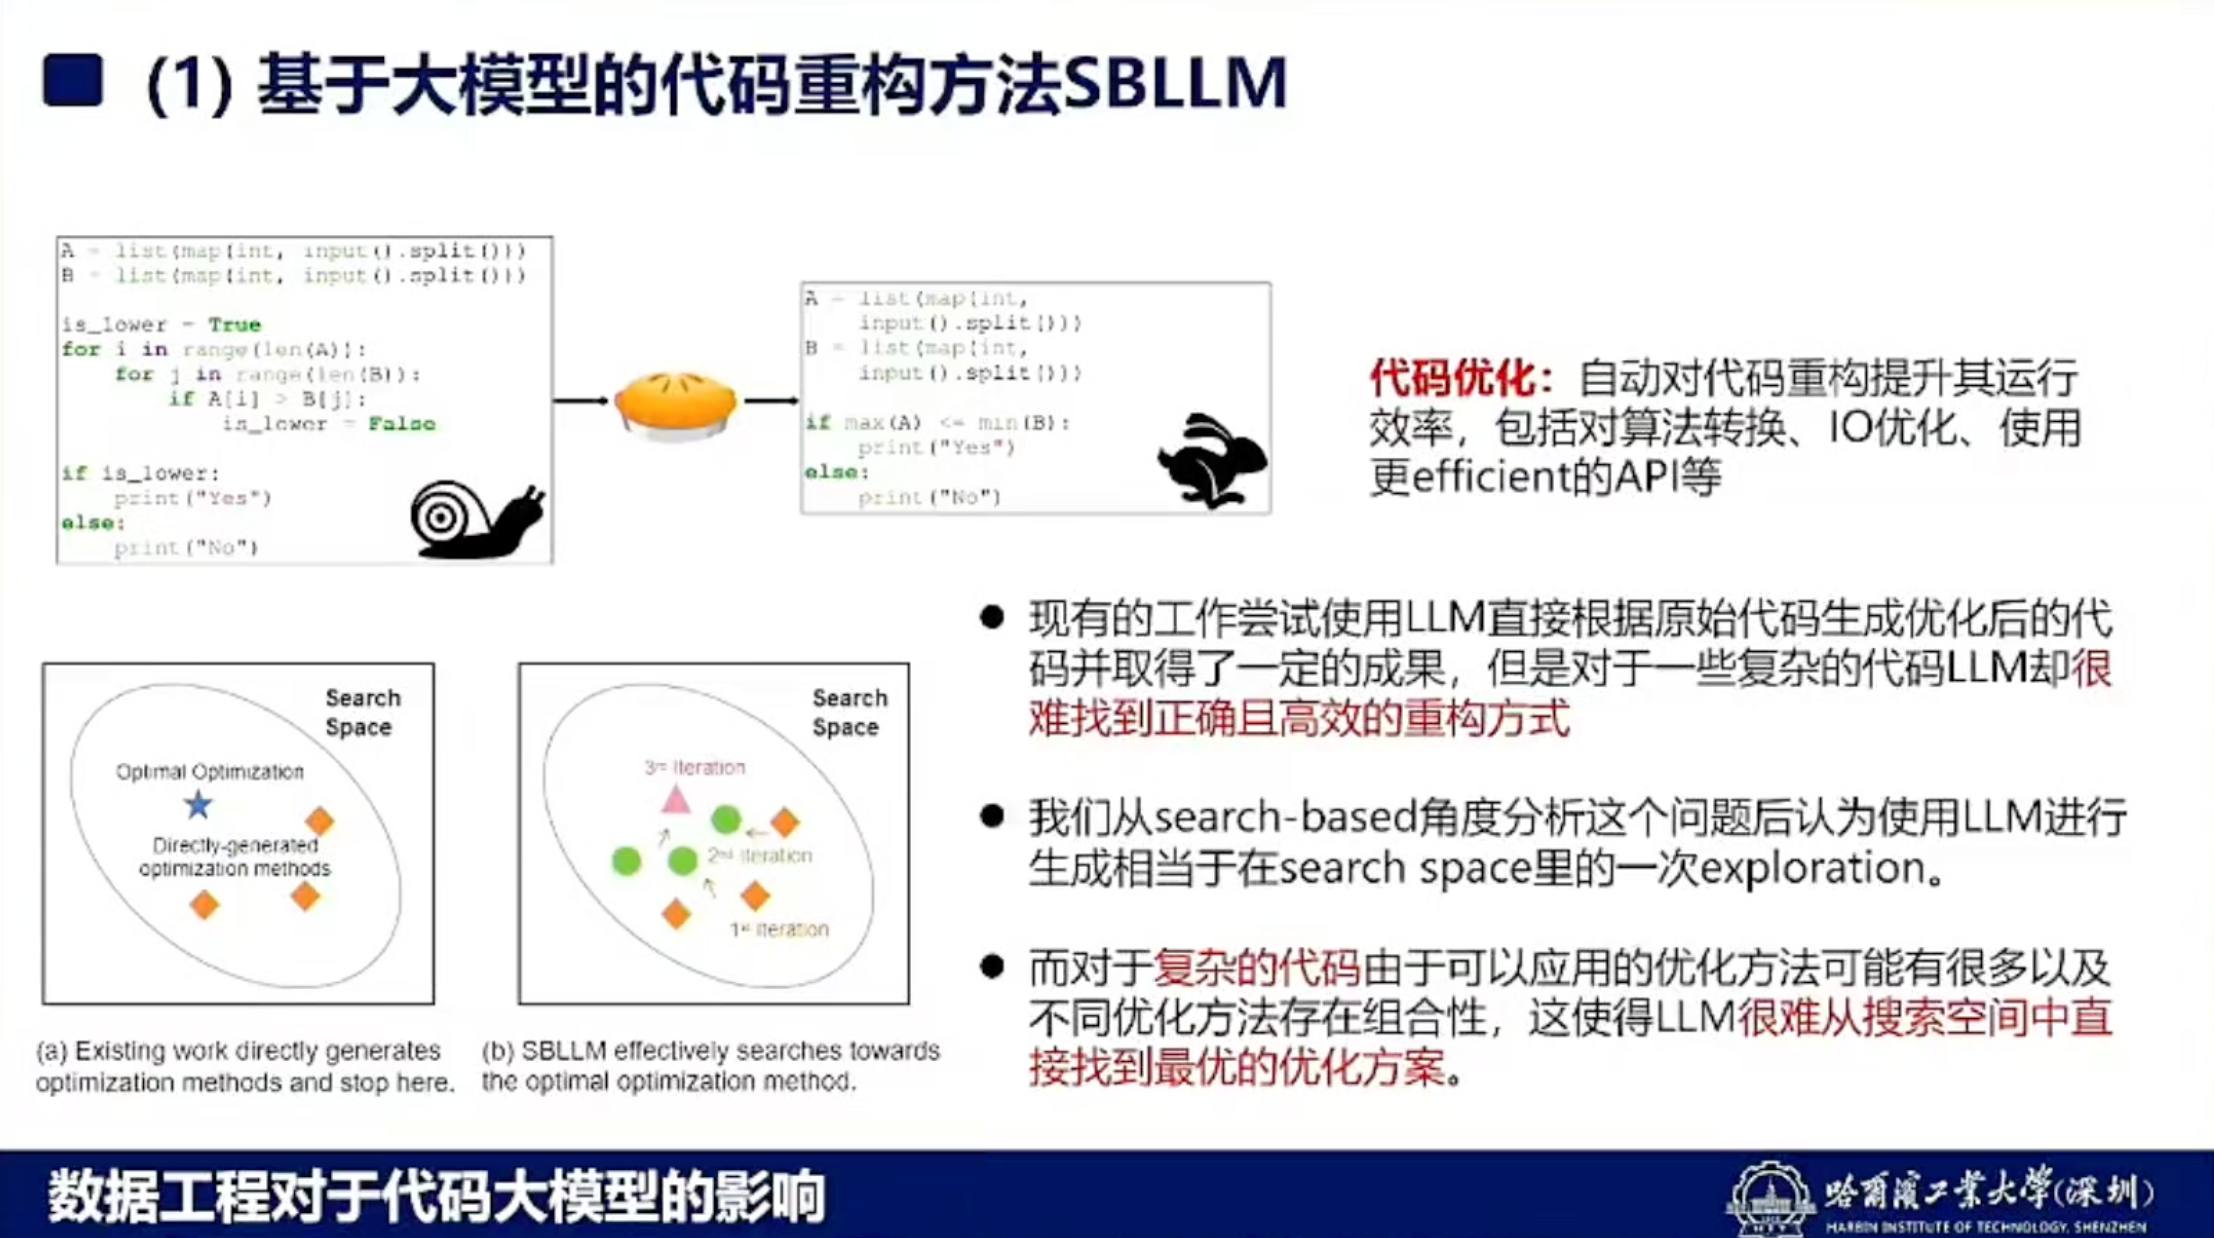 (1) 基于大模型的代码重构方法SBLLM
A = list(map(int, input().split()))
B = list(map(int, input().split()))
is_lower = True
for i in range(len(A)):
for j in range(len(B)):
if A[i] > B[j]:
is_lower = False
if is_lower:
print("Yes")
else:
print("No")
A = list(map(int,
input().split()))
B = list(map(int,
input().split()))
if max(A) <= min(B):
print("Yes")
else:
print("No")
代码优化：自动对代码重构提升其运行
效率，包括对算法转换、IO优化、使用
更efficient的API等
Search
Space
Optimal Optimization
Directly-generated
optimization methods
(a) Existing work directly generates
optimization methods and stop here.
Search
Space
3rd Iteration
2nd Iteration
1st Iteration
(b) SBLLM effectively searches towards
the optimal optimization method.
● 现有的工作尝试使用LLM直接根据原始代码生成优化后的代
码并取得了一定的成果，但是对于一些复杂的代码LLM却很
难找到正确且高效的重构方式
● 我们从search-based角度分析这个问题后认为使用LLM进行
生成相当于在search space里的一次exploration。
● 而对于复杂的代码由于可以应用的优化方法可能有很多以及
不同优化方法存在组合性，这使得LLM很难从搜索空间中直
接找到最优的优化方案。
数据工程对于代码大模型的影响
哈爾濱工業大學(深圳)
HARBIN INSTITUTE OF TECHNOLOGY, SHENZHEN